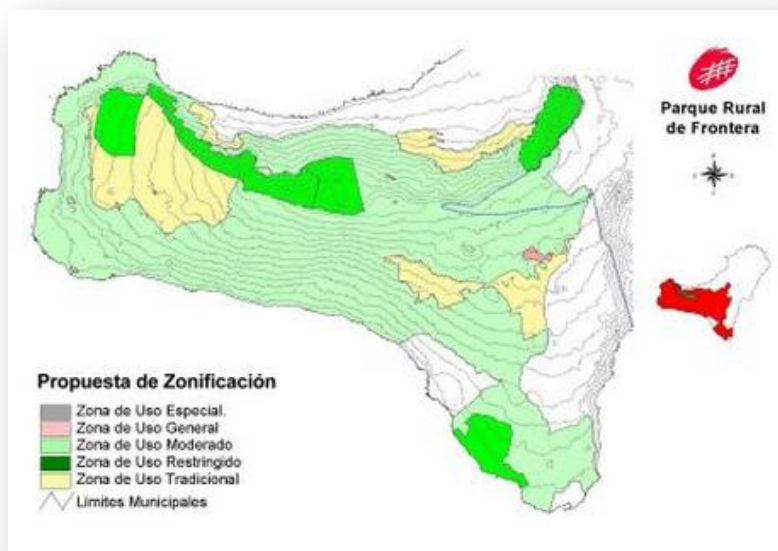 Parque Rural
de Frontera
Propuesta de Zonificación
Zona de Uso Especial.
Zona de Uso General
Zona de Uso Moderado
Zona de Uso Restringido
Zona de Uso Tradicional
Límites Municipales